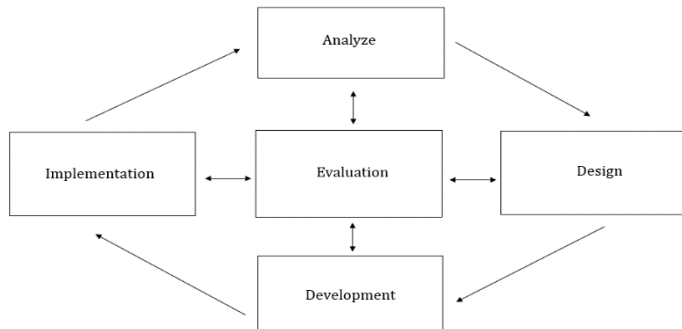 Analyze
Implementation
Evaluation
Design
Development